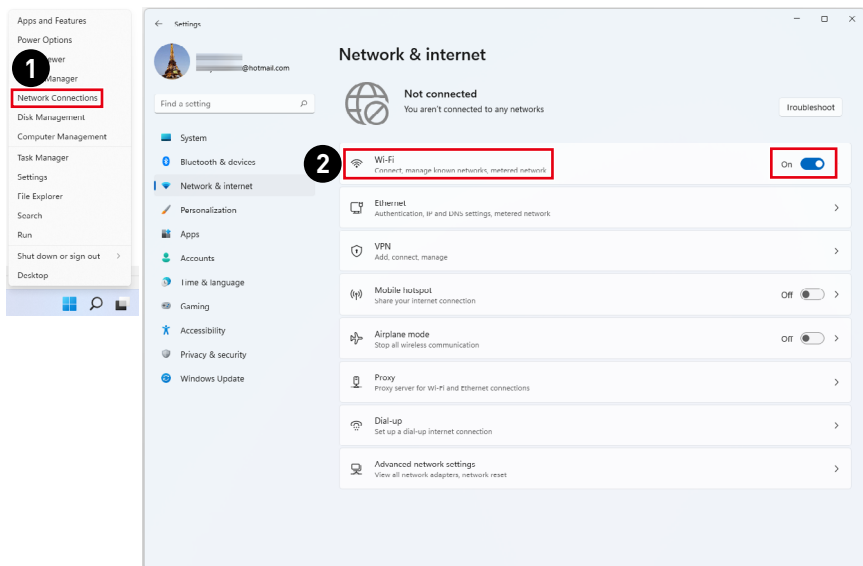 Apps and Features
Power Options
ewer
Manager
1
Network Connections
Disk Management
Computer Management
Task Manager
Settings
File Explorer
Search
Run
Shut down or sign out
Desktop
Settings
@hotmail.com
Find a setting
System
Bluetooth & devices
Network & internet
Personalization
Apps
Accounts
Time & language
Gaming
Accessibility
Privacy & security
Windows Update
Network & internet
Not connected
You aren't connected to any networks
Troubleshoot
2
Wi-Fi
Connect, manage known networks, metered network
On
Ethernet
Authentication, IP and DNS settings, metered network
VPN
Add, connect, manage
Mobile hotspot
Share your internet connection
Off
Airplane mode
Stop all wireless communication
Off
Proxy
Proxy server for Wi-Fi and Ethernet connections
Dial-up
Set up a dial-up internet connection
Advanced network settings
View all network adapters, network reset